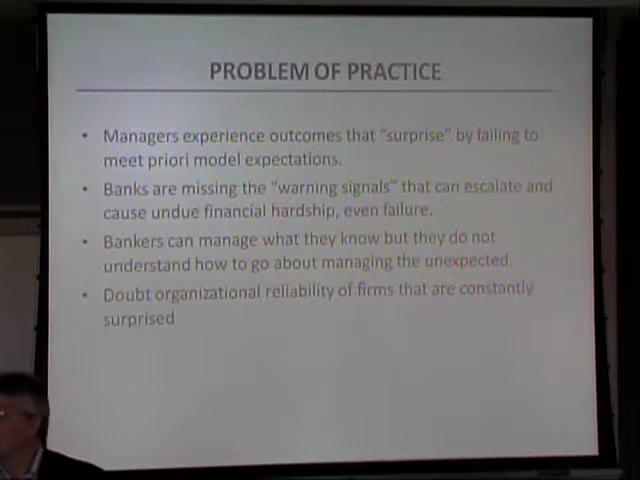 PROBLEM OF PRACTICE
• Managers experience outcomes that "surprise" by failing to
meet priori model expectations.
• Banks are missing the "warning signals" that can escalate and
cause undue financial hardship, even failure.
• Bankers can manage what they know but they do not
understand how to go about managing the unexpected.
• Doubt organizational reliability of firms that are constantly
surprised